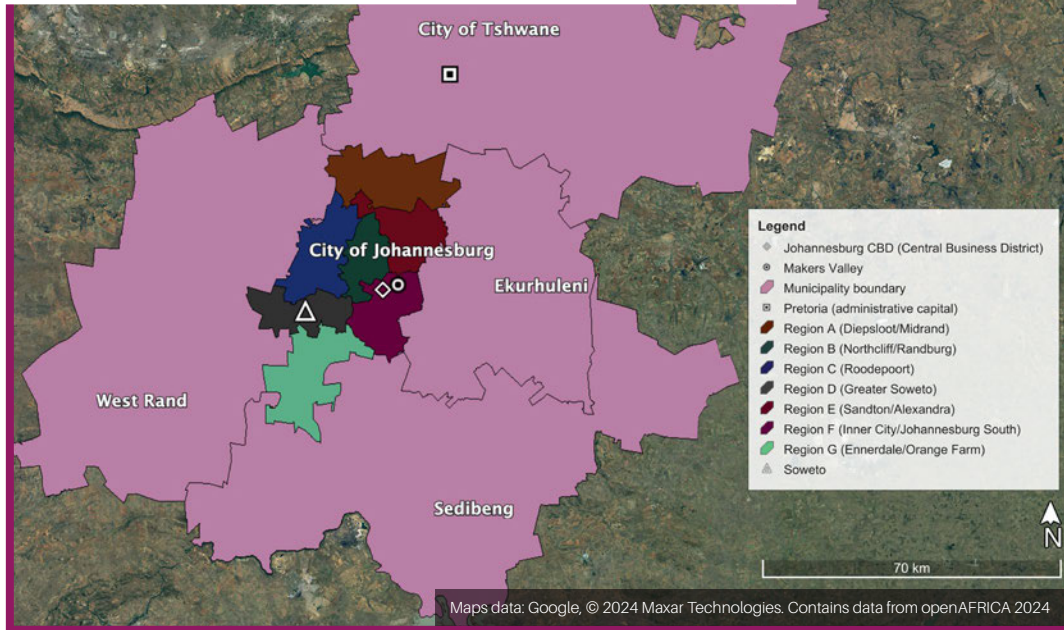 City of Tshwane
City of Johannesburg
Ekurhuleni
West Rand
Sedibeng
Legend
Johannesburg CBD (Central Business District)
Makers Valley
Municipality boundary
Pretoria (administrative capital)
Region A (Diepsloot/Midrand)
Region B (Northcliff/Randburg)
Region C (Roodepoort)
Region D (Greater Soweto)
Region E (Sandton/Alexandra)
Region F (Inner City/Johannesburg South)
Region G (Ennerdale/Orange Farm)
Soweto
N
70 km
Maps data: Google, © 2024 Maxar Technologies. Contains data from openAFRICA 2024